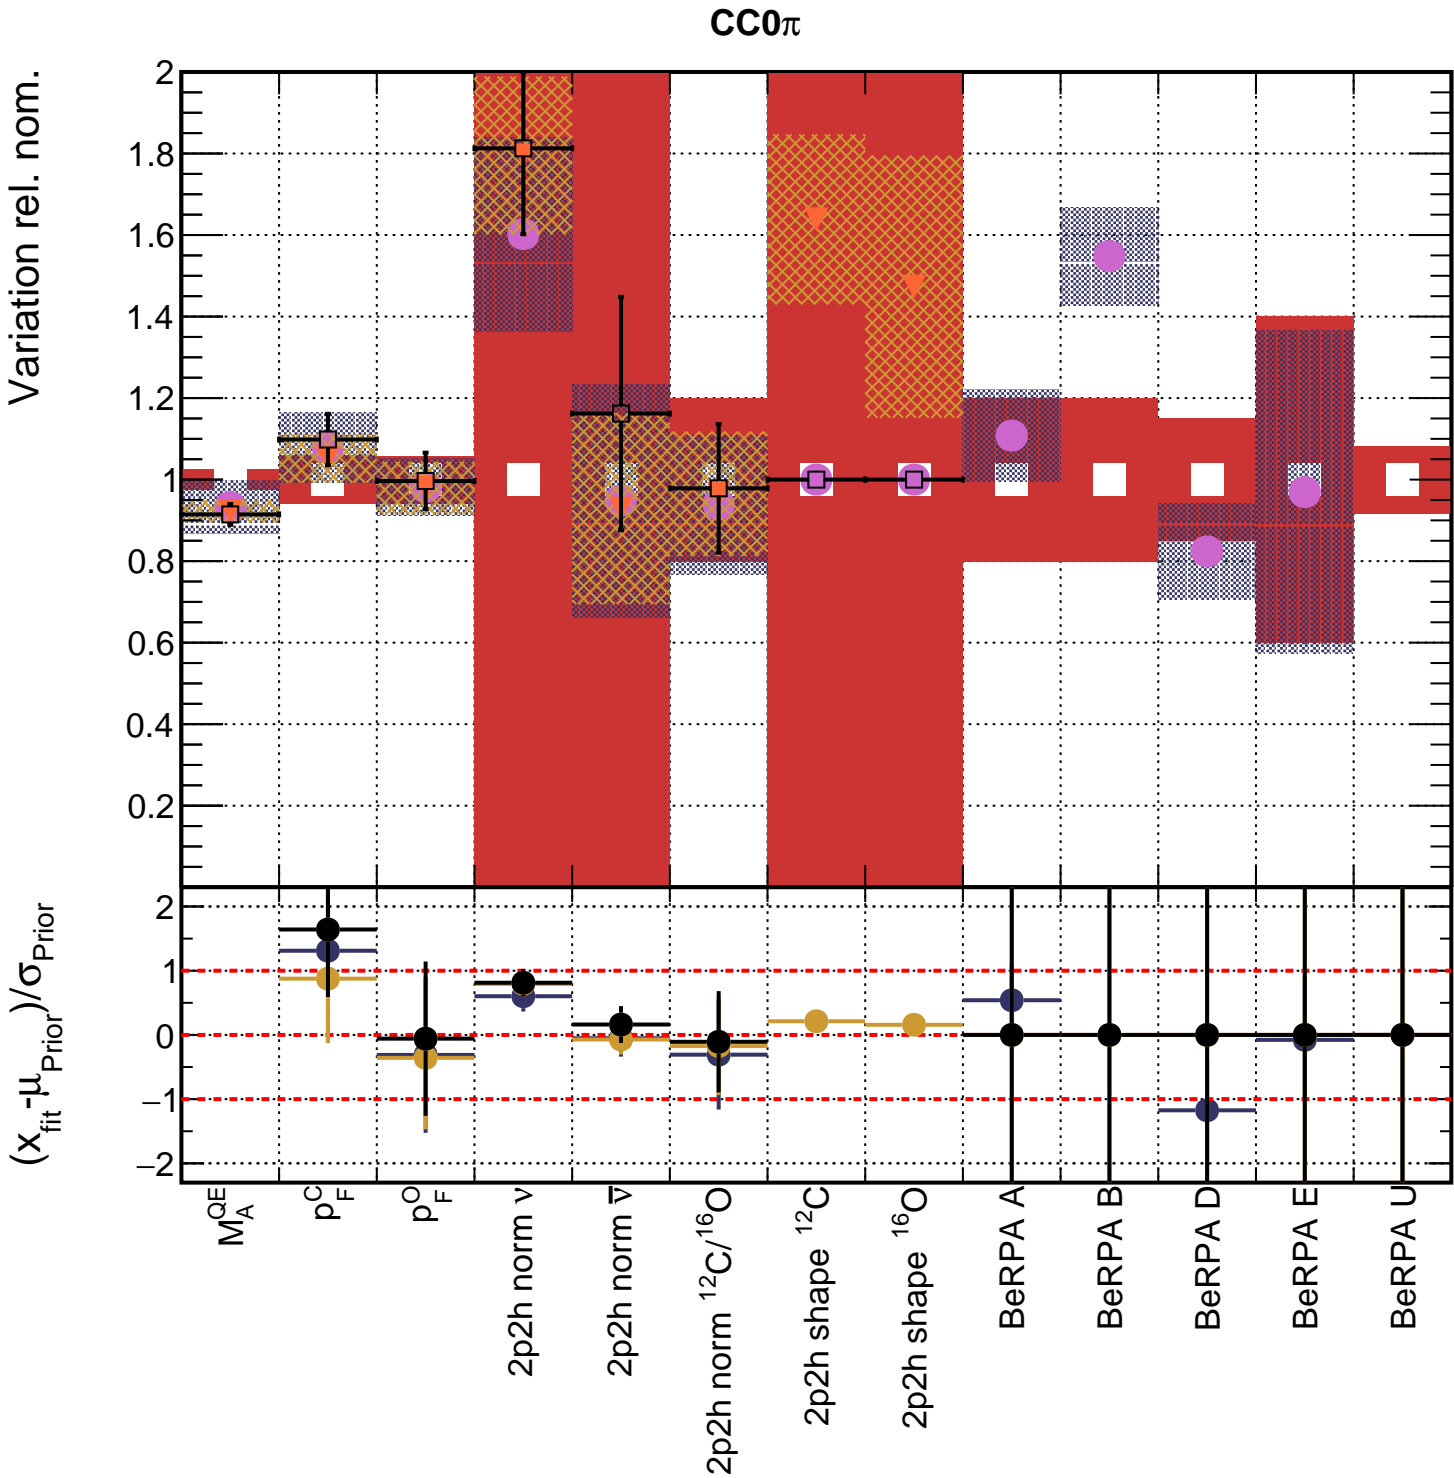 CC0π
Variation rel. nom.
2
1.8
1.6
1.4
1.2
1
0.8
0.6
0.4
0.2
(x_fit-μ_Prior)/σ_Prior
2
1
0
−1
−2
M_A^QE
p_F^C
p_F^O
2p2h norm ν
2p2h norm ν̅
2p2h norm ¹²C/¹⁶O
2p2h shape ¹²C
2p2h shape ¹⁶O
BeRPA A
BeRPA B
BeRPA D
BeRPA E
BeRPA U